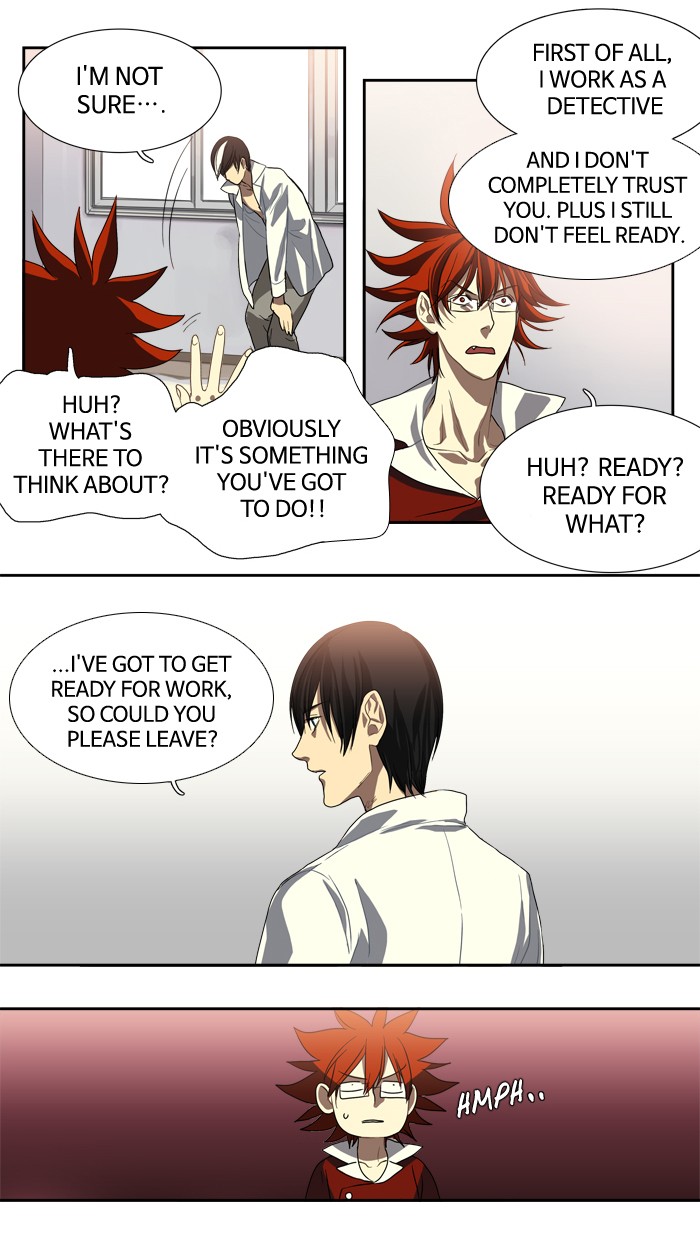 I'M NOT
SURE….
FIRST OF ALL,
I WORK AS A
DETECTIVE
AND I DON'T
COMPLETELY TRUST
YOU. PLUS I STILL
DON'T FEEL READY.
HUH?
WHAT'S
THERE TO
THINK ABOUT?
OBVIOUSLY
IT'S SOMETHING
YOU'VE GOT
TO DO!!
HUH? READY?
READY FOR
WHAT?
...I'VE GOT TO GET
READY FOR WORK,
SO COULD YOU
PLEASE LEAVE?
HMPH..